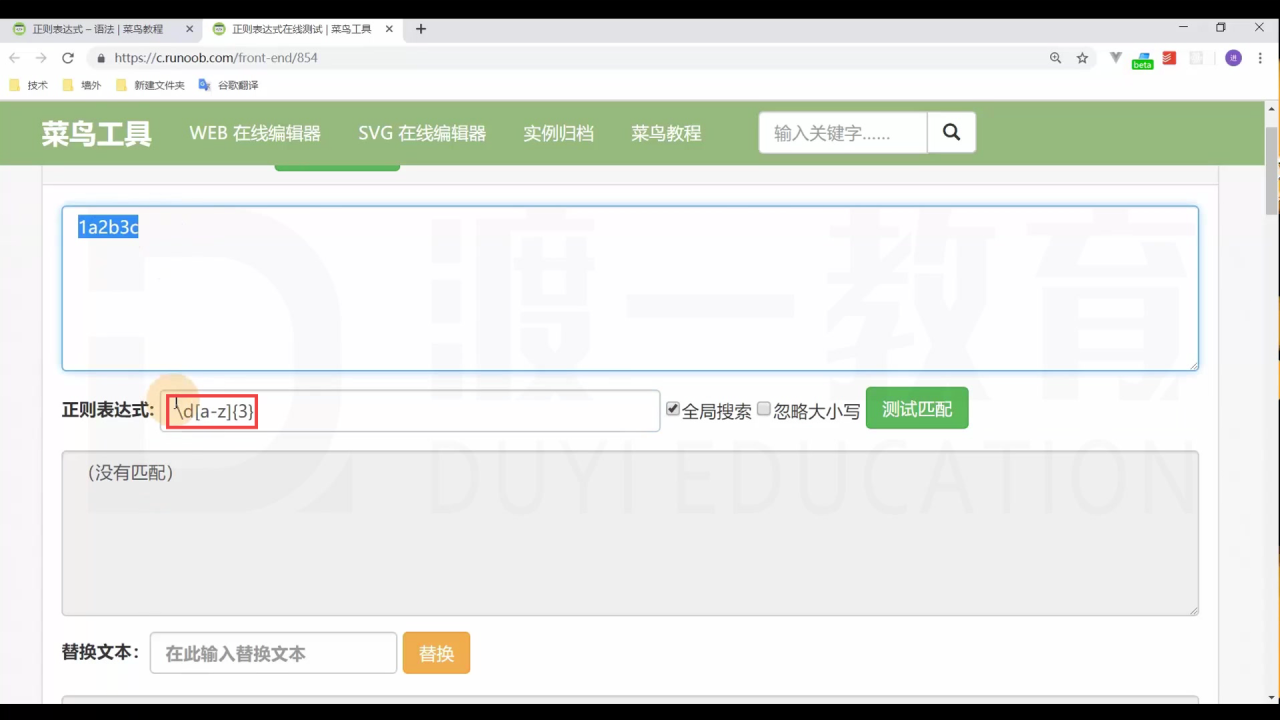 正则表达式 – 语法 | 菜鸟教程
正则表达式在线测试 | 菜鸟工具
https://c.runoob.com/front-end/854
beta
进
技术
墙外
新建文件夹
谷歌翻译
菜鸟工具
WEB 在线编辑器
SVG 在线编辑器
实例归档
菜鸟教程
输入关键字......
1a2b3c
渡一教育
正则表达式:
\d[a-z]{3}
全局搜索
忽略大小写
测试匹配
（没有匹配）
DUYI EDUCATION
替换文本：
在此输入替换文本
替换